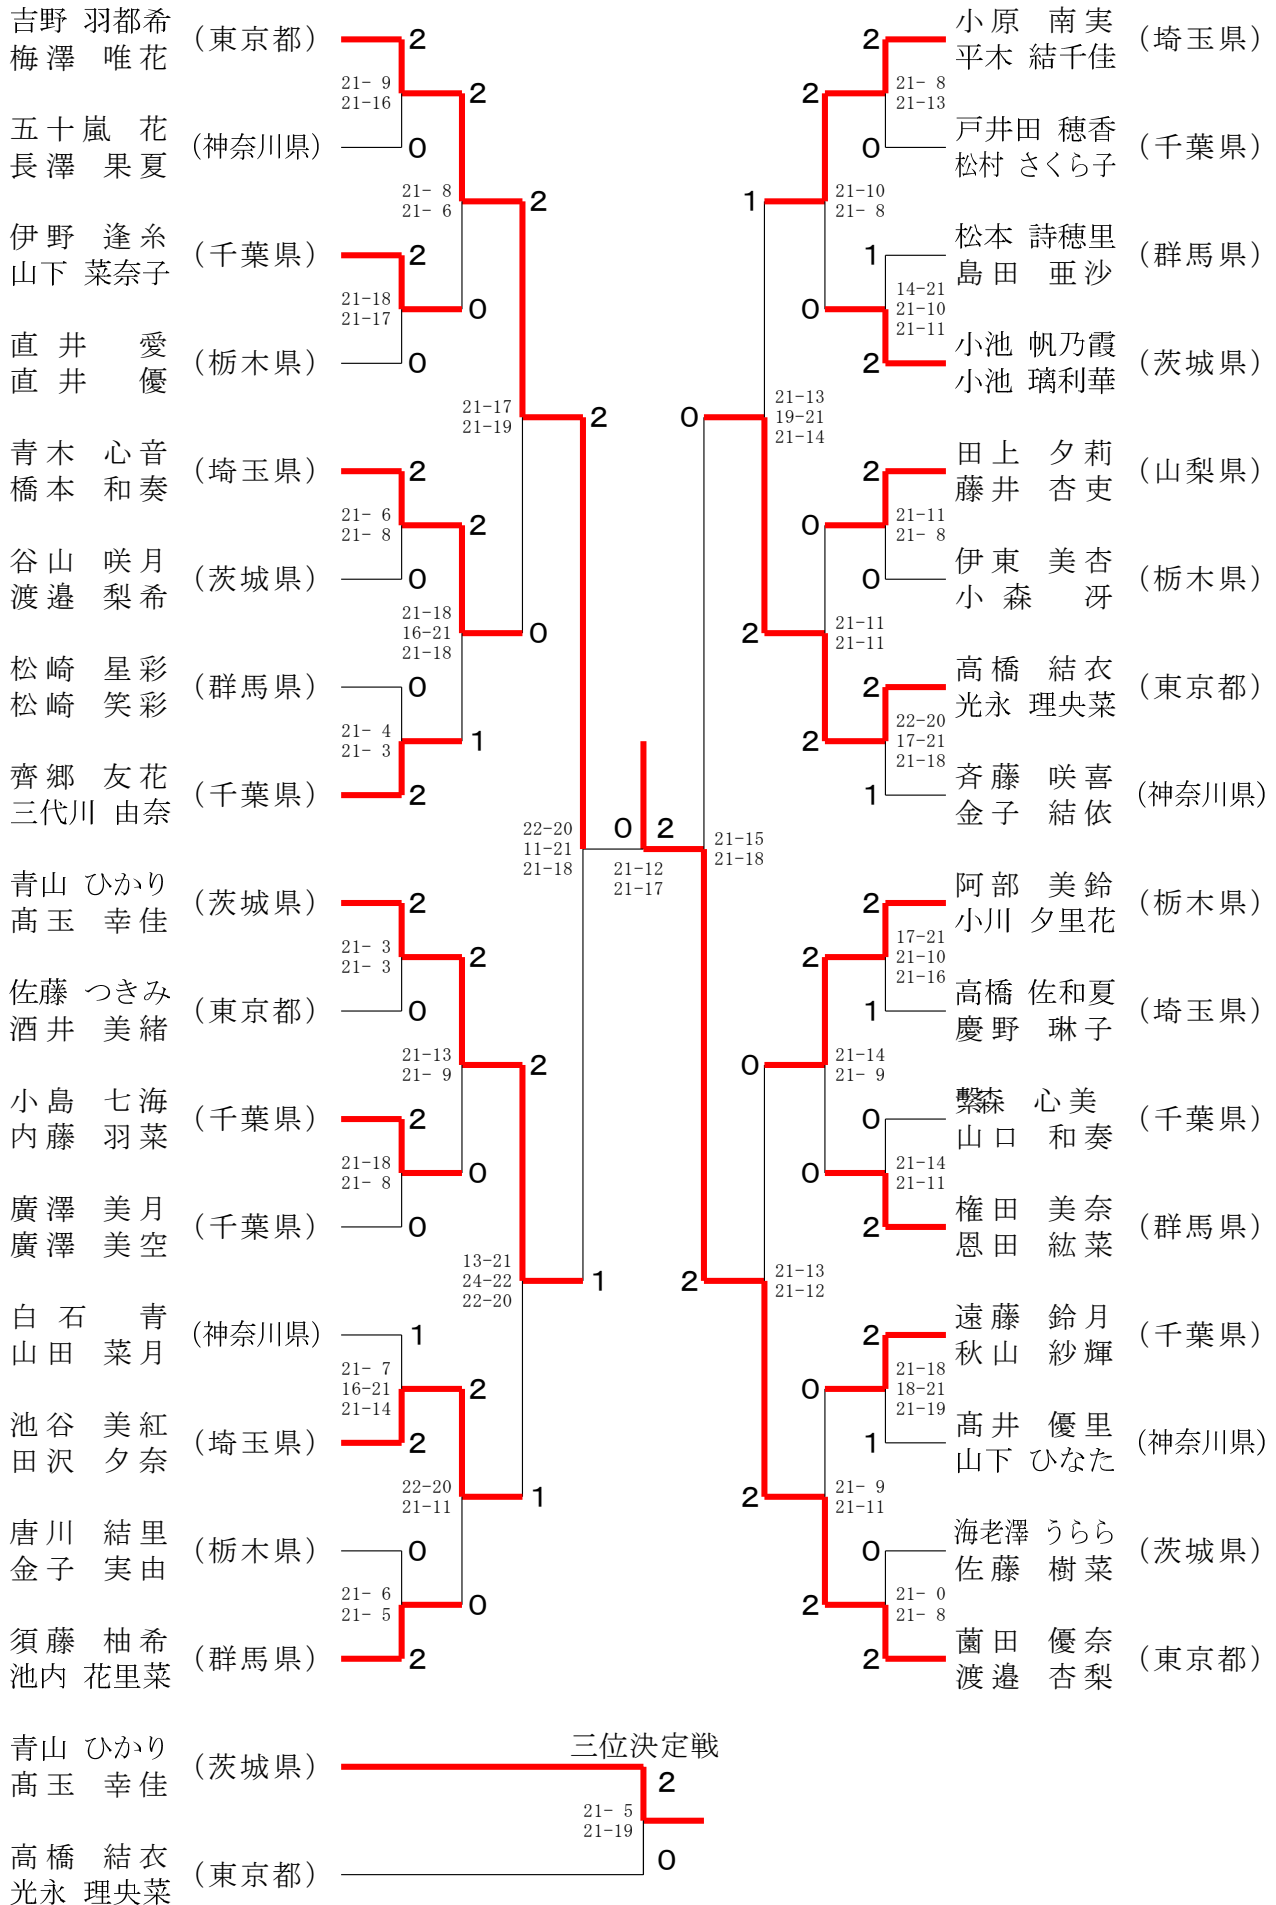 吉野 羽都希
梅澤 唯花
(東京都)
2
21- 9
21-16
2
五十嵐 花
長澤 果夏
(神奈川県)
0
21- 8
21- 6
2
伊野 逢糸
山下 菜奈子
(千葉県)
2
21-18
21-17
0
直井 愛
直井 優
(栃木県)
0
21-17
21-19
2
青木 心音
橋本 和奏
(埼玉県)
2
21- 6
21- 8
2
谷山 咲月
渡邉 梨希
(茨城県)
0
21-18
16-21
21-18
0
松崎 星彩
松崎 笑彩
(群馬県)
0
21- 4
21- 3
1
齊郷 友花
三代川 由奈
(千葉県)
2
22-20
11-21
21-18
0
2
21-12
21-17
青山 ひかり
髙玉 幸佳
(茨城県)
2
21- 3
21- 3
2
佐藤 つきみ
酒井 美緒
(東京都)
0
21-13
21- 9
2
小島 七海
内藤 羽菜
(千葉県)
2
21-18
21- 8
0
廣澤 美月
廣澤 美空
(千葉県)
0
13-21
24-22
22-20
1
白石 青
山田 菜月
(神奈川県)
1
21- 7
16-21
21-14
2
池谷 美紅
田沢 夕奈
(埼玉県)
2
22-20
21-11
1
唐川 結里
金子 実由
(栃木県)
0
21- 6
21- 5
0
須藤 柚希
池内 花里菜
(群馬県)
2
小原 南実
平木 結千佳
(埼玉県)
2
21- 8
21-13
2
戸井田 穂香
松村 さくら子
(千葉県)
0
21-10
21- 8
1
松本 詩穂里
島田 亜沙
(群馬県)
1
14-21
21-10
21-11
0
小池 帆乃霞
小池 璃利華
(茨城県)
2
21-13
19-21
21-14
0
田上 夕莉
藤井 杏吏
(山梨県)
2
21-11
21- 8
0
伊東 美杏
小森 冴
(栃木県)
0
21-11
21-11
2
高橋 結衣
光永 理央菜
(東京都)
2
22-20
17-21
21-18
2
斉藤 咲喜
金子 結依
(神奈川県)
1
21-15
21-18
阿部 美鈴
小川 夕里花
(栃木県)
2
17-21
21-10
21-16
2
高橋 佐和夏
慶野 琳子
(埼玉県)
1
21-14
21- 9
0
繫森 心美
山口 和奏
(千葉県)
0
21-14
21-11
0
権田 美奈
恩田 紘菜
(群馬県)
2
21-13
21-12
2
遠藤 鈴月
秋山 紗輝
(千葉県)
2
21-18
18-21
21-19
0
髙井 優里
山下 ひなた
(神奈川県)
1
21- 9
21-11
2
海老澤 うらら
佐藤 樹菜
(茨城県)
0
21- 0
21- 8
2
薗田 優奈
渡邉 杏梨
(東京都)
2
三位決定戦
青山 ひかり
髙玉 幸佳
(茨城県)
2
21- 5
21-19
高橋 結衣
光永 理央菜
(東京都)
0